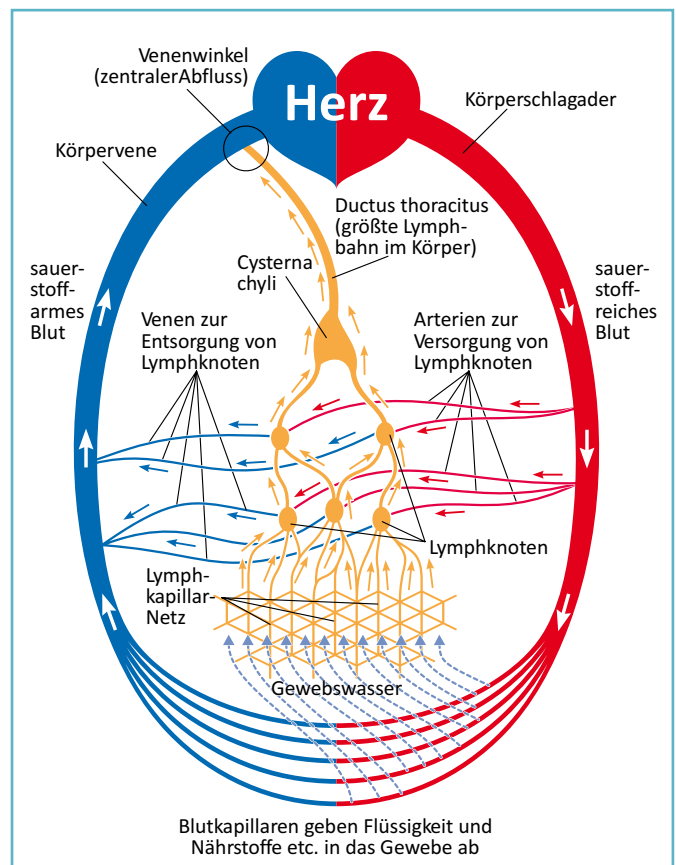 Venenwinkel
(zentralerAbfluss)
Herz
Körperschlagader
Körpervene
Ductus thoracitus
(größte Lymph-
bahn im Körper)
Cysterna
chyli
sauer-
stoff-
armes
Blut
sauer-
stoff-
reiches
Blut
Venen zur
Entsorgung von
Lymphknoten
Arterien zur
Versorgung von
Lymphknoten
Lymphknoten
Lymph-
kapillar-
Netz
Gewebswasser
Blutkapillaren geben Flüssigkeit und
Nährstoffe etc. in das Gewebe ab